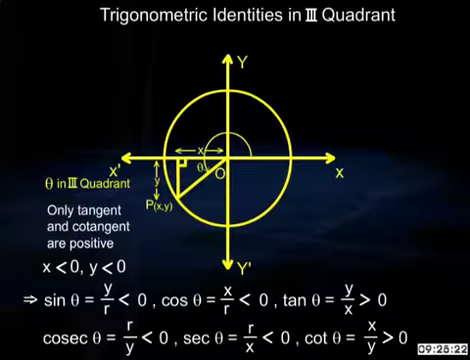 Trigonometric Identities in III Quadrant
Y
x
X'
x
θ
O
y
P(x,y)
Y'
θ in III Quadrant
Only tangent
and cotangent
are positive
x < 0, y < 0
⇒ sin θ = y/r < 0 , cos θ = x/r < 0 , tan θ = y/x > 0
cosec θ = r/y < 0 , sec θ = r/x < 0 , cot θ = x/y > 0
09:25:22